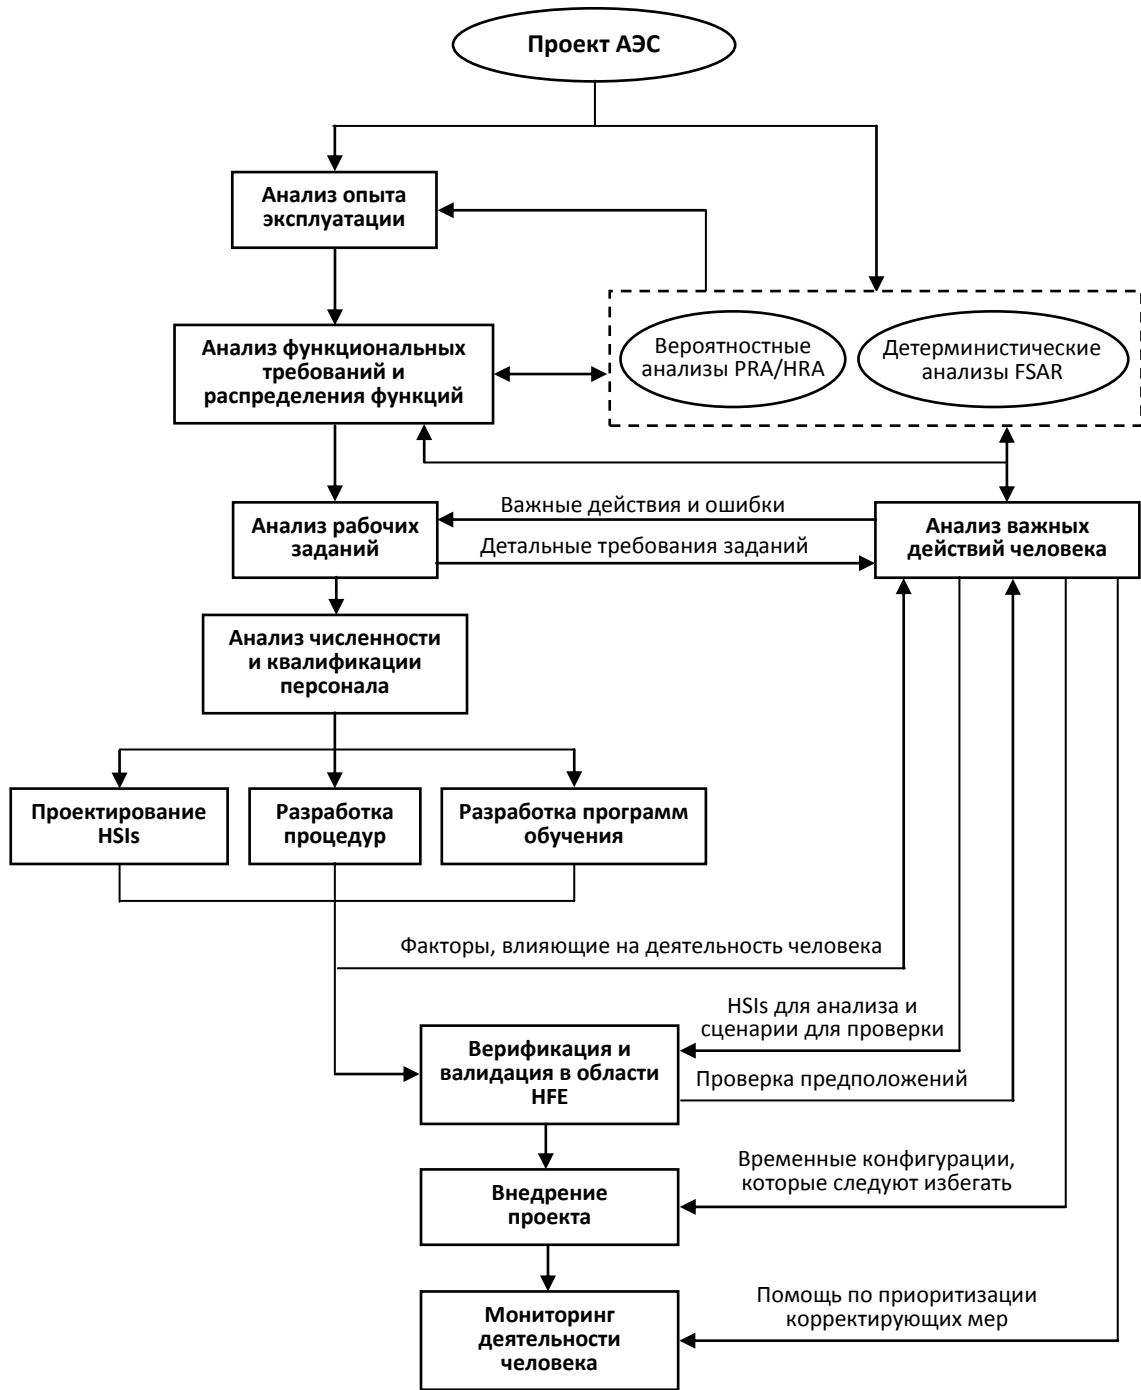 Проект АЭС
Анализ опыта
эксплуатации
Анализ функциональных
требований и
распределения функций
Вероятностные
анализы PRA/HRA
Детерминистические
анализы FSAR
Анализ рабочих
заданий
Важные действия и ошибки
Детальные требования заданий
Анализ важных
действий человека
Анализ численности
и квалификации
персонала
Проектирование
HSIs
Разработка
процедур
Разработка программ
обучения
Факторы, влияющие на деятельность человека
HSIs для анализа и
сценарии для проверки
Верификация и
валидация в области
HFE
Проверка предположений
Временные конфигурации,
которые следуют избегать
Внедрение
проекта
Помощь по приоритизации
корректирующих мер
Мониторинг
деятельности
человека